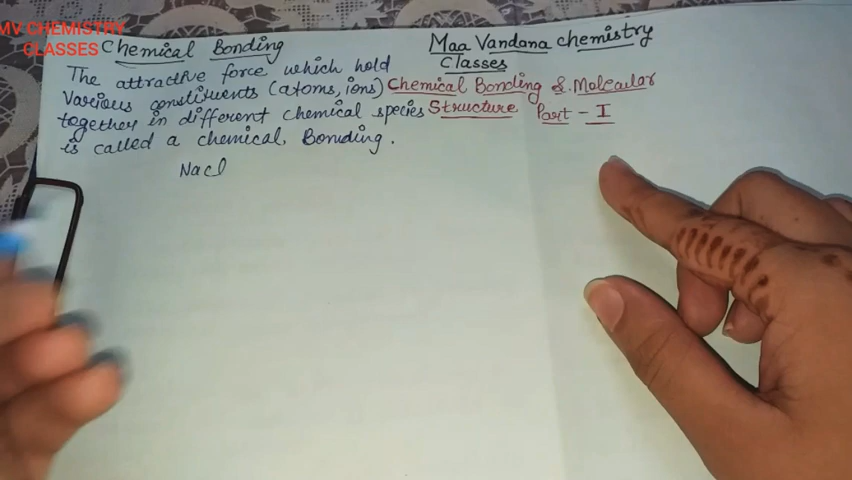 MV CHEMISTRY
CLASSES
Chemical Bonding
The attractive force which hold
Various constituents (atoms, ions)
together in different chemical species
is called a chemical Bonding.
Nacl
Maa Vandana chemistry
Classes
Chemical Bonding & Molecular
Structure Part - I